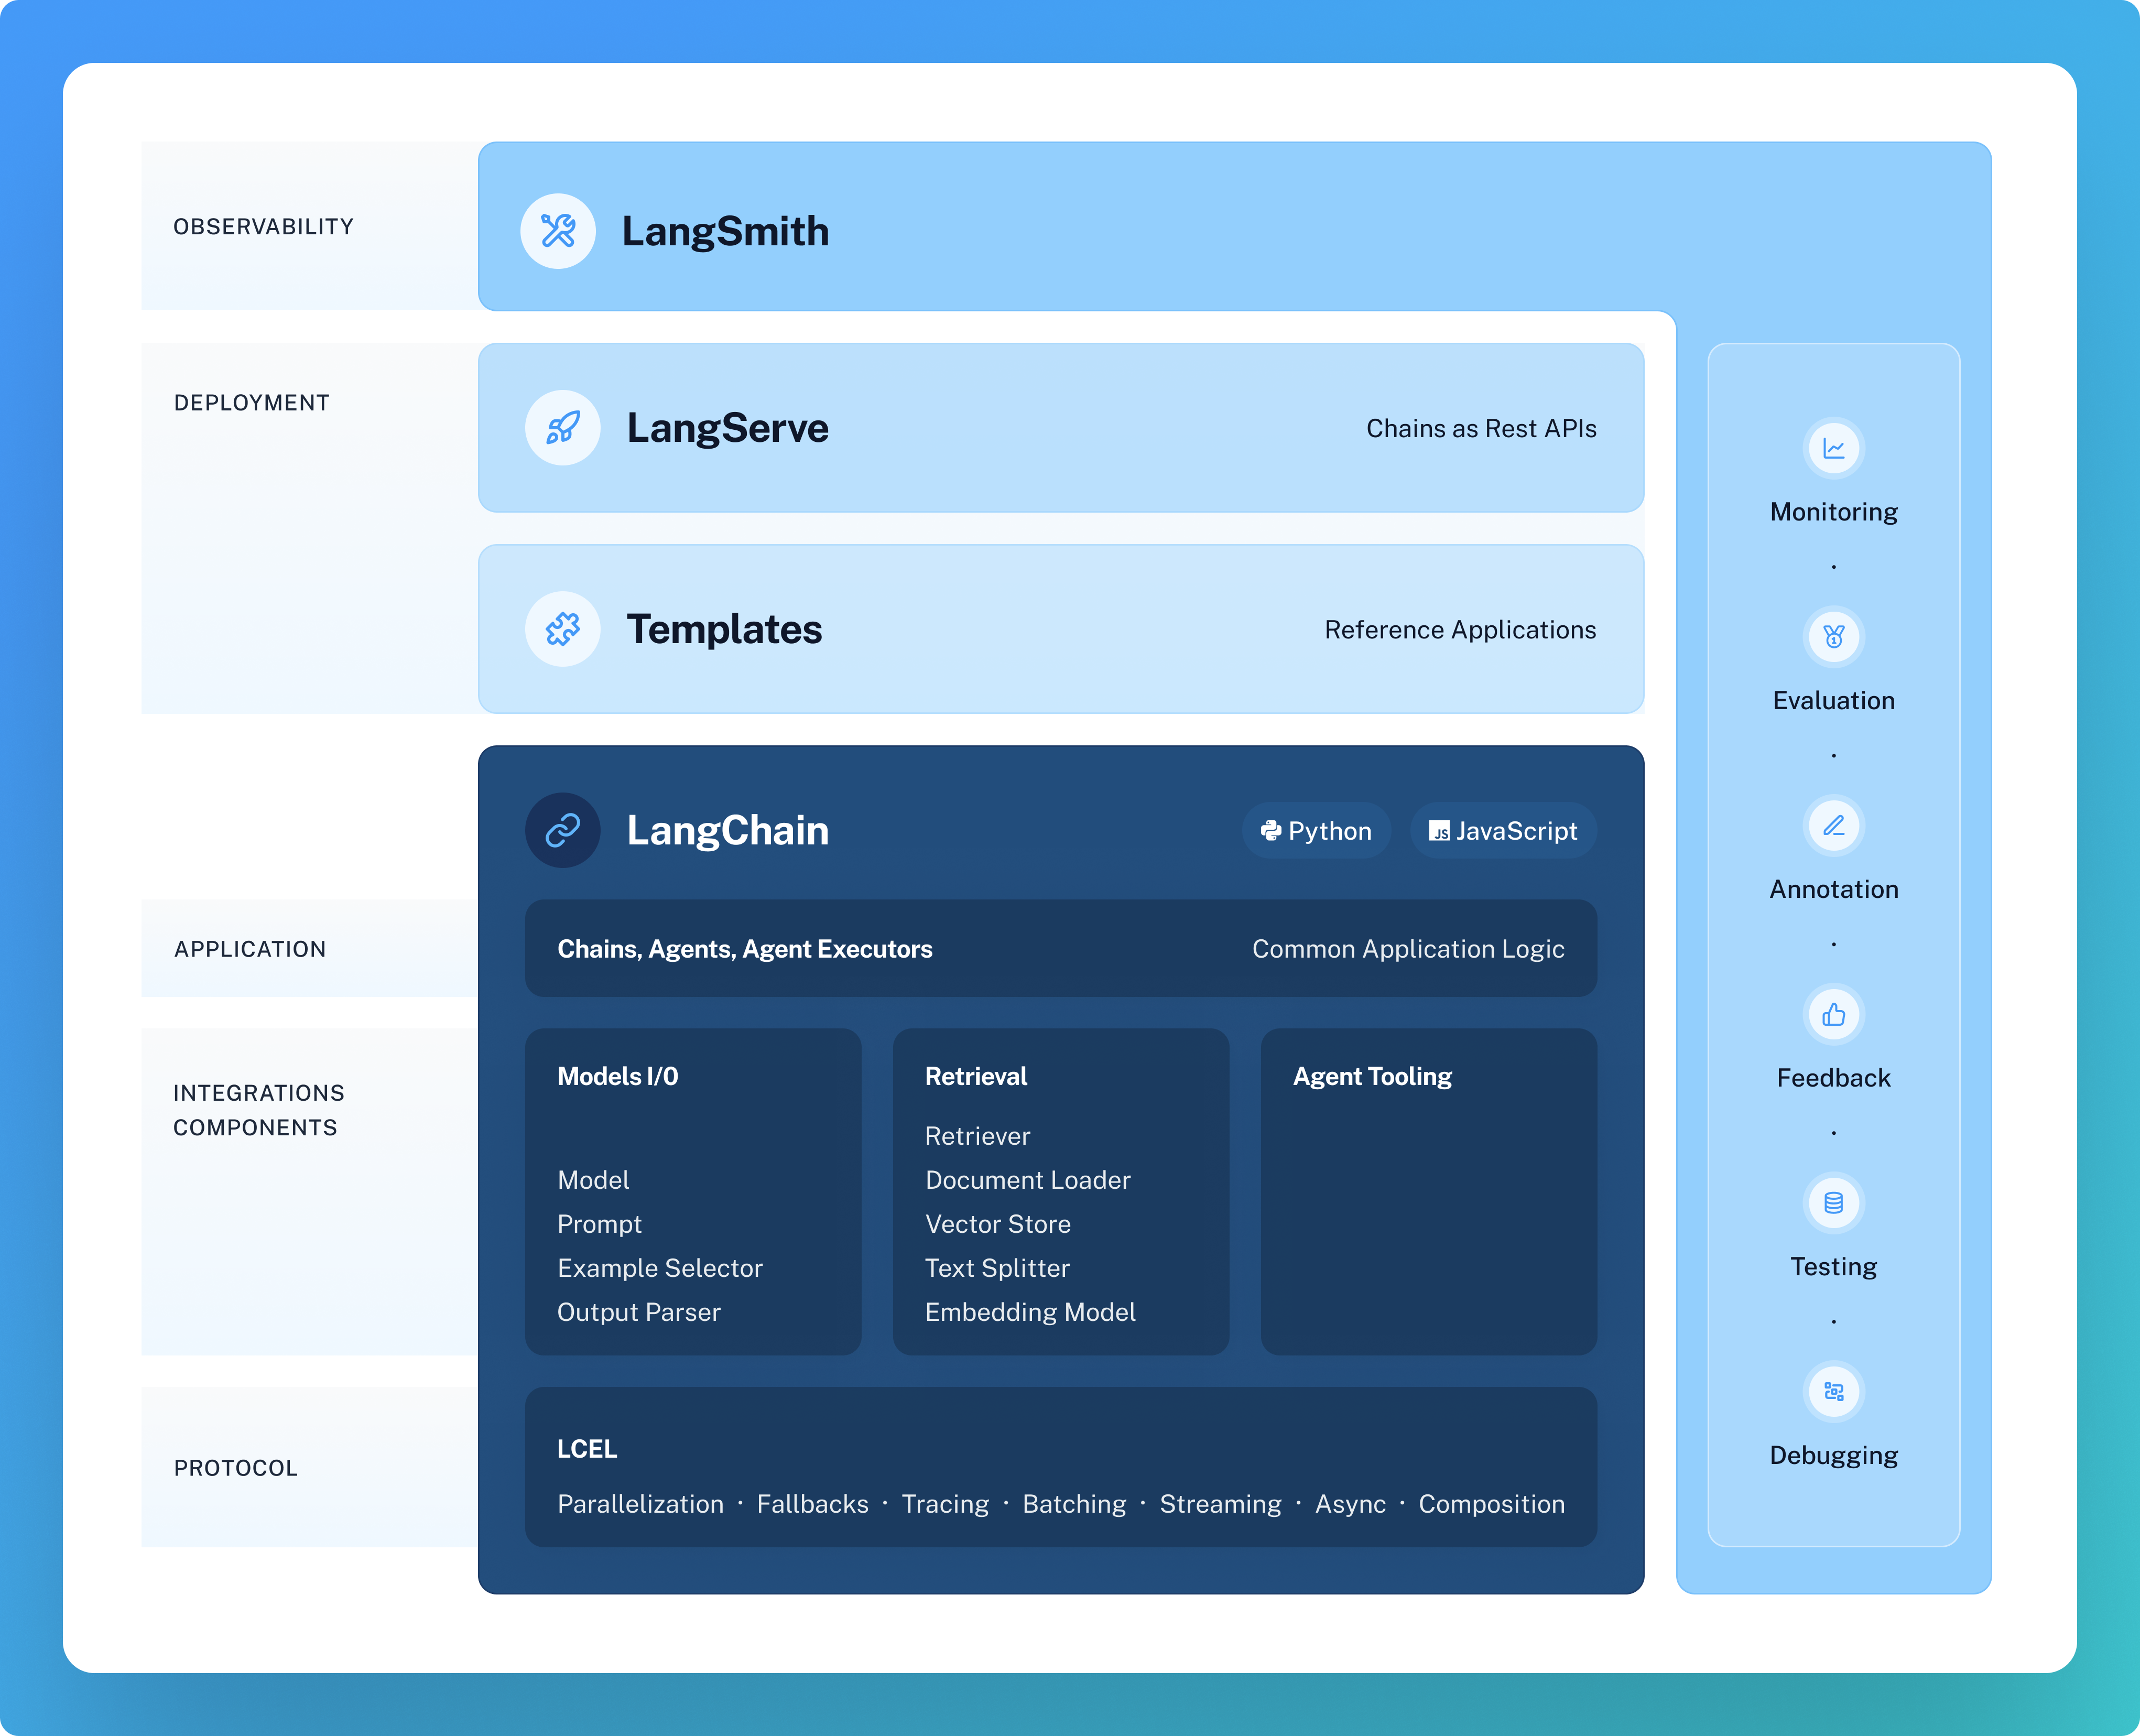 OBSERVABILITY
LangSmith
DEPLOYMENT
LangServe
Chains as Rest APIs
Templates
Reference Applications
LangChain
Python
JS JavaScript
APPLICATION
Chains, Agents, Agent Executors
Common Application Logic
INTEGRATIONS
COMPONENTS
Models I/0
Model
Prompt
Example Selector
Output Parser
Retrieval
Retriever
Document Loader
Vector Store
Text Splitter
Embedding Model
Agent Tooling
PROTOCOL
LCEL
Parallelization · Fallbacks · Tracing · Batching · Streaming · Async · Composition
Monitoring
·
1
Evaluation
·
Annotation
·
Feedback
·
Testing
·
Debugging